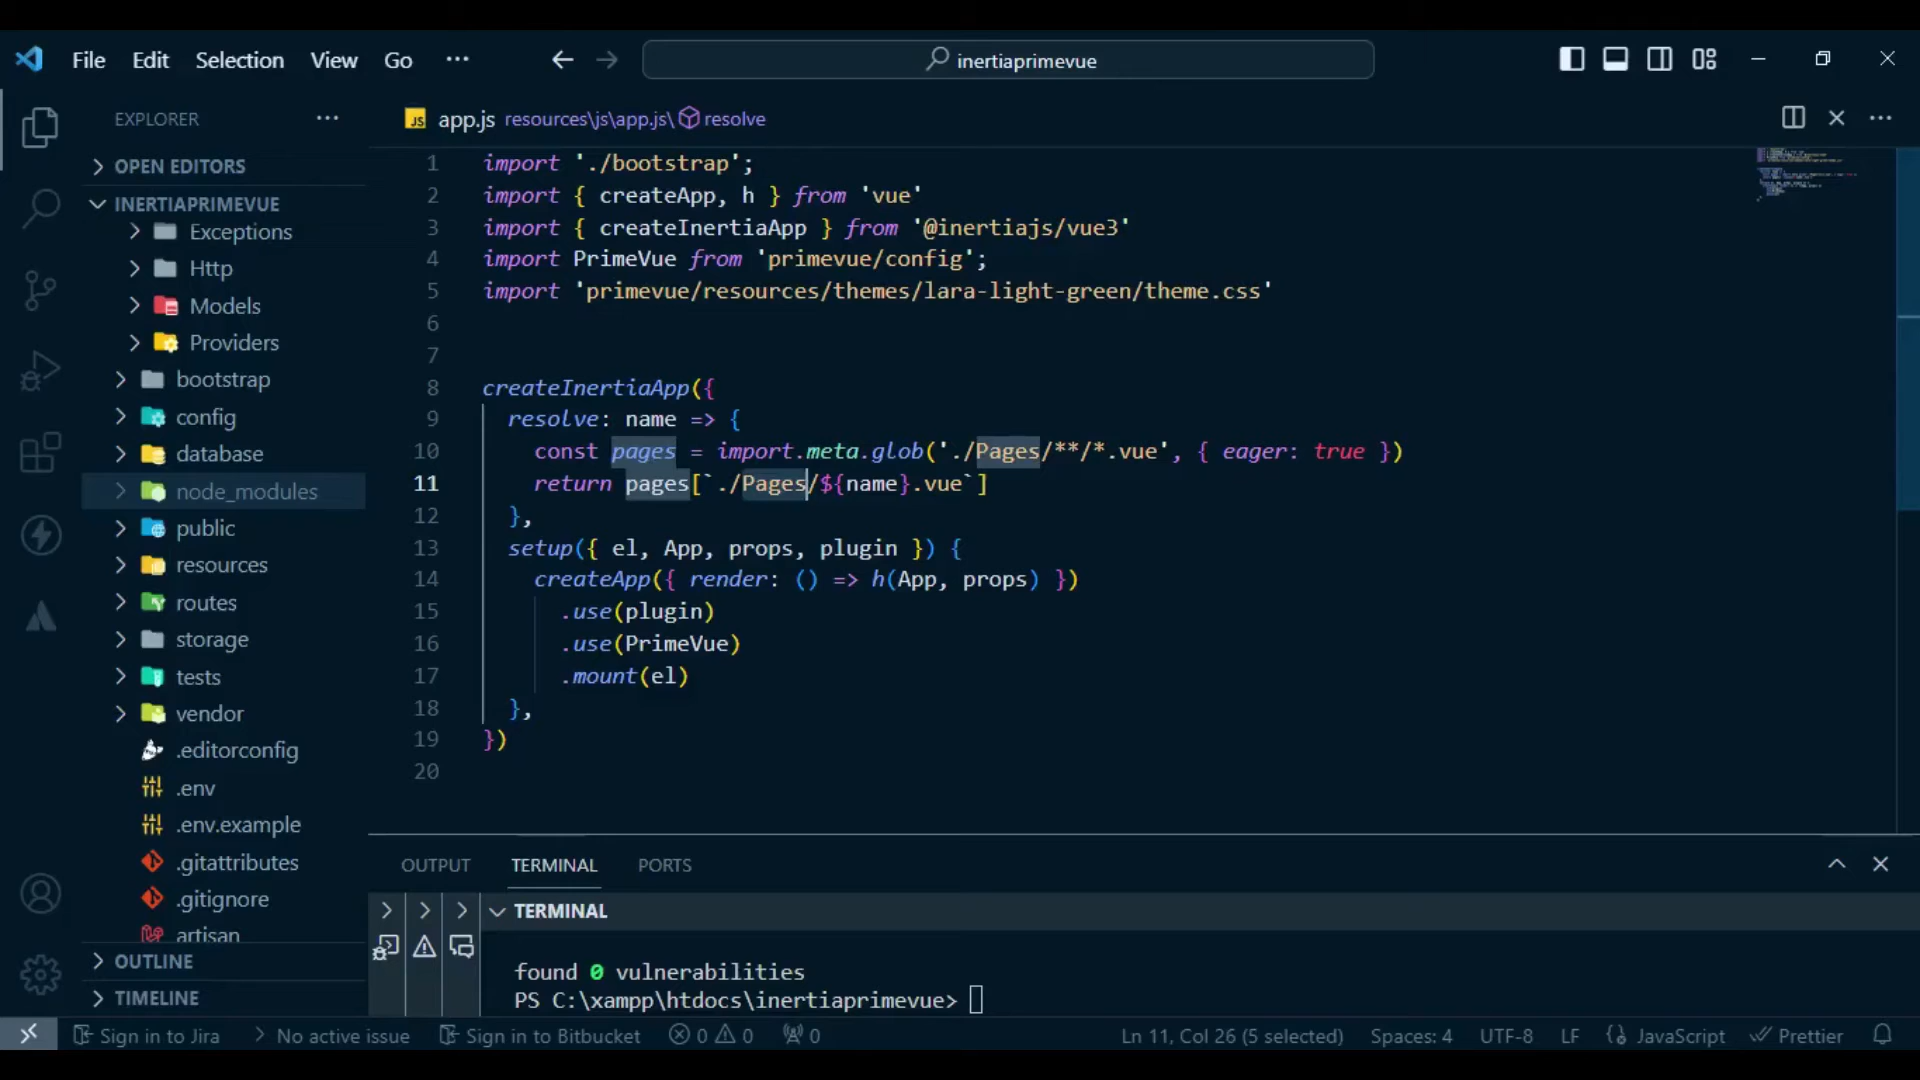 File Edit Selection View Go ···
inertiaprimevue
EXPLORER ···
OPEN EDITORS
INERTIAPRIMEVUE
Exceptions
Http
Models
Providers
bootstrap
config
database
node_modules
public
resources
routes
storage
tests
vendor
.editorconfig
.env
.env.example
.gitattributes
.gitignore
artisan
OUTLINE
TIMELINE
JS app.js resources\js\app.js\ resolve
1 import './bootstrap';
2 import { createApp, h } from 'vue'
3 import { createInertiaApp } from '@inertiajs/vue3'
4 import PrimeVue from 'primevue/config';
5 import 'primevue/resources/themes/lara-light-green/theme.css'
6
7
8 createInertiaApp({
9 resolve: name => {
10 const pages = import.meta.glob('./Pages/**/*.vue', { eager: true })
11 return pages[`./Pages/${name}.vue`]
12 },
13 setup({ el, App, props, plugin }) {
14 createApp({ render: () => h(App, props) })
15 .use(plugin)
16 .use(PrimeVue)
17 .mount(el)
18 },
19 })
20
OUTPUT TERMINAL PORTS
TERMINAL
found 0 vulnerabilities
PS C:\xampp\htdocs\inertiaprimevue>
Sign in to Jira No active issue Sign in to Bitbucket 0 0 0 Ln 11, Col 26 (5 selected) Spaces: 4 UTF-8 LF {} JavaScript Prettier